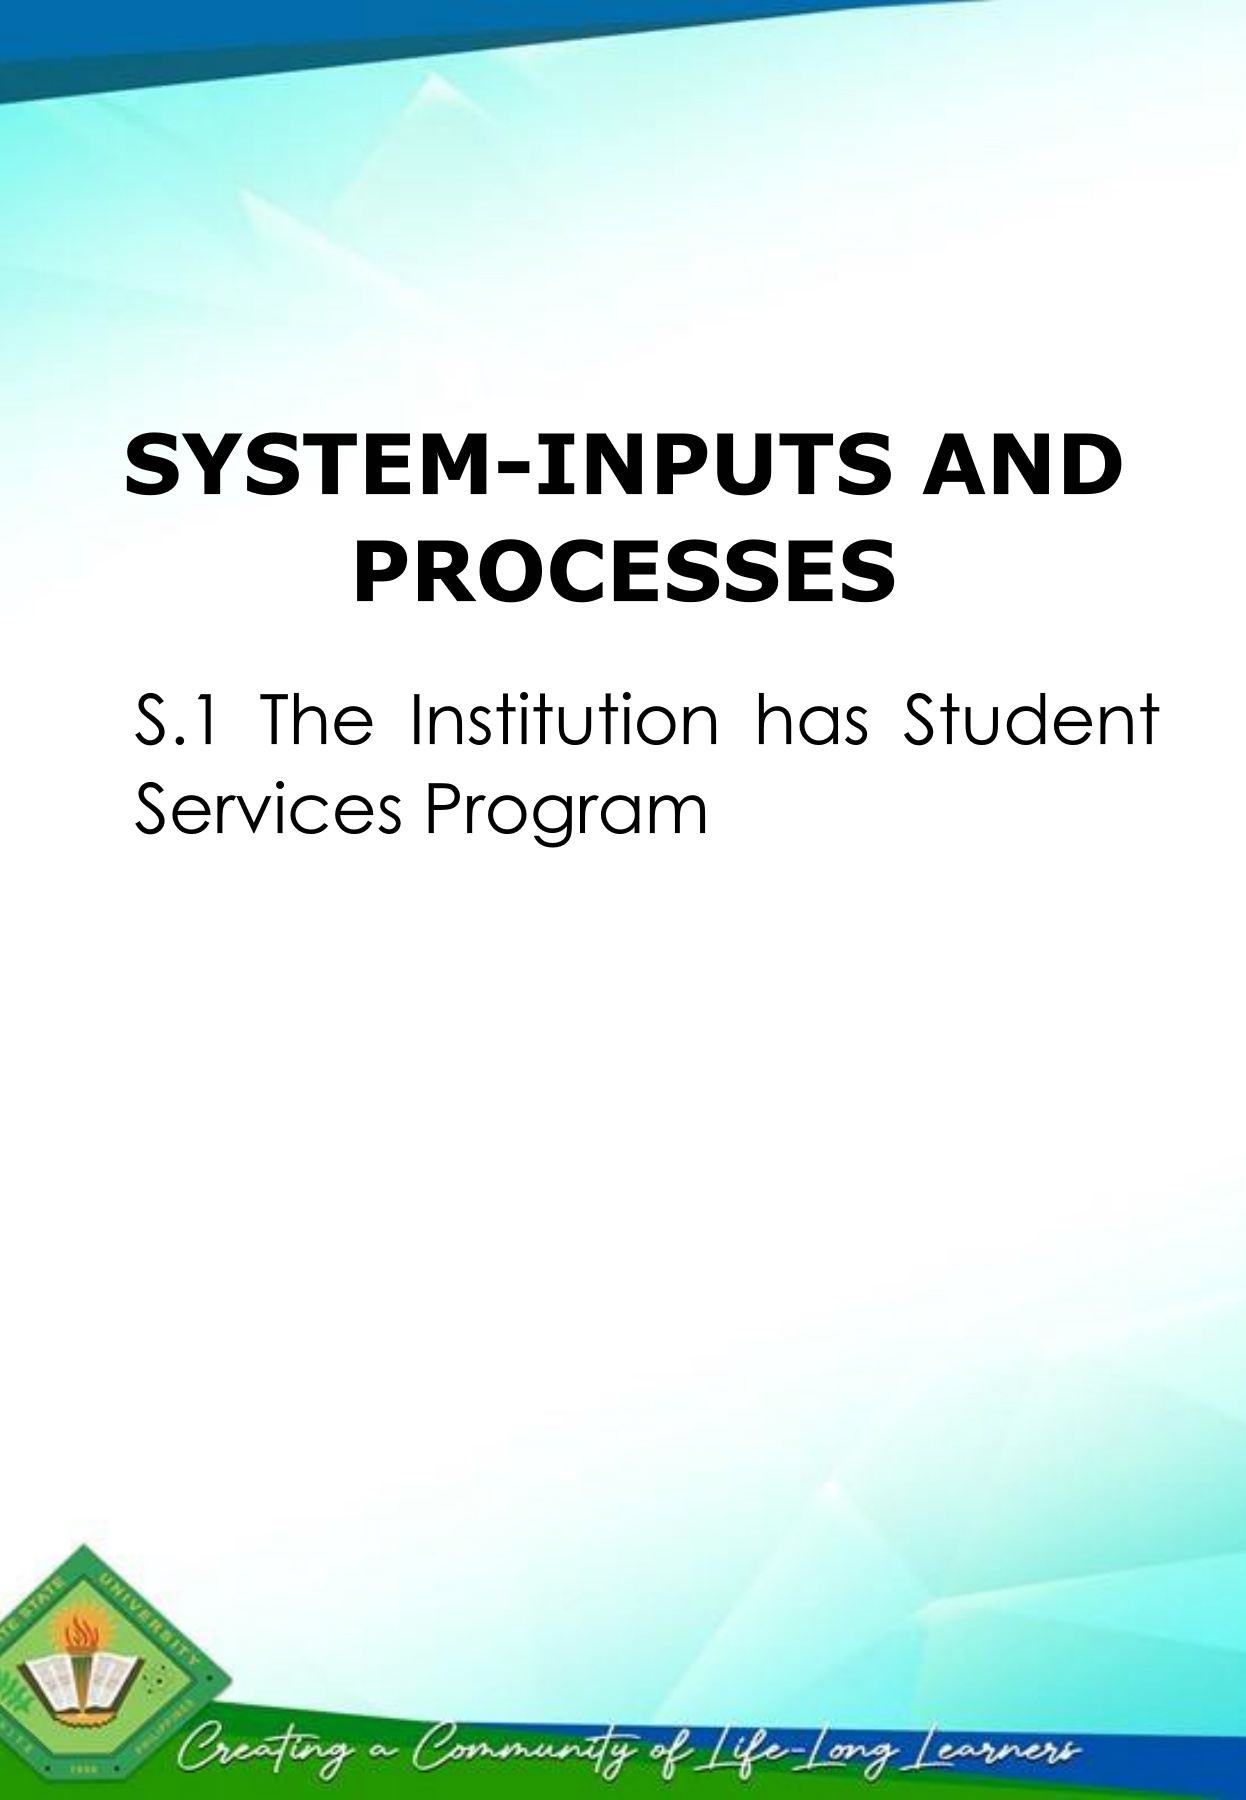 SYSTEM-INPUTS AND
PROCESSES
S.1 The Institution has Student
Services Program
STATE UNIVERSITY
PHILIPPINES
Creating a Community of Life-Long Learners